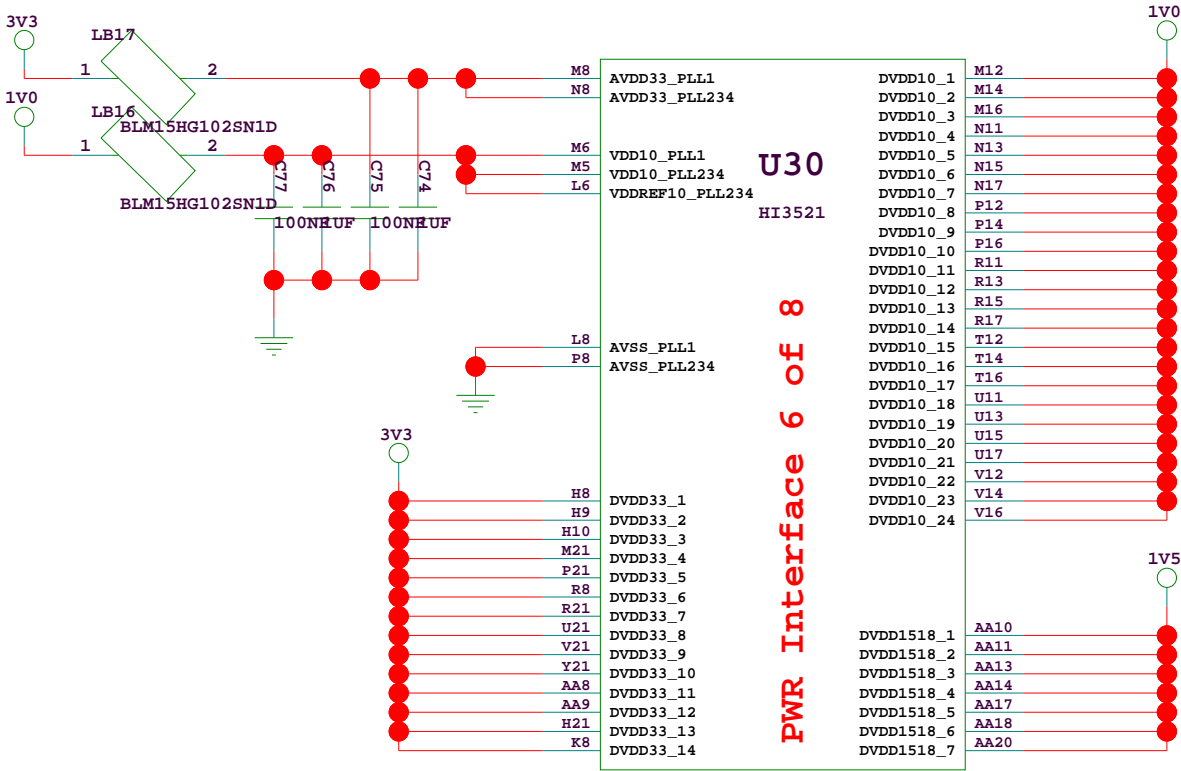 3V3
LB17
1
2
1V0
LB16
BLM15HG102SN1D
1
2
BLM15HG102SN1D
C77
C76
C75
C74
100NF
1UF
100NF
1UF
3V3
U30
HI3521
PWR Interface 6 of 8
M8 AVDD33_PLL1
N8 AVDD33_PLL234
M6 VDD10_PLL1
M5 VDD10_PLL234
L6 VDDREF10_PLL234
L8 AVSS_PLL1
P8 AVSS_PLL234
H8 DVDD33_1
H9 DVDD33_2
H10 DVDD33_3
M21 DVDD33_4
P21 DVDD33_5
R8 DVDD33_6
R21 DVDD33_7
U21 DVDD33_8
V21 DVDD33_9
Y21 DVDD33_10
AA8 DVDD33_11
AA9 DVDD33_12
H21 DVDD33_13
K8 DVDD33_14
1V0
DVDD10_1 M12
DVDD10_2 M14
DVDD10_3 M16
DVDD10_4 N11
DVDD10_5 N13
DVDD10_6 N15
DVDD10_7 N17
DVDD10_8 P12
DVDD10_9 P14
DVDD10_10 P16
DVDD10_11 R11
DVDD10_12 R13
DVDD10_13 R15
DVDD10_14 R17
DVDD10_15 T12
DVDD10_16 T14
DVDD10_17 T16
DVDD10_18 U11
DVDD10_19 U13
DVDD10_20 U15
DVDD10_21 U17
DVDD10_22 V12
DVDD10_23 V14
DVDD10_24 V16
1V5
DVDD1518_1 AA10
DVDD1518_2 AA11
DVDD1518_3 AA13
DVDD1518_4 AA14
DVDD1518_5 AA17
DVDD1518_6 AA18
DVDD1518_7 AA20